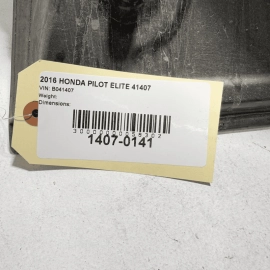 2016 HONDA PILOT ELITE 41407
VIN: B041407
Weight:
Dimensions:
1407-0141